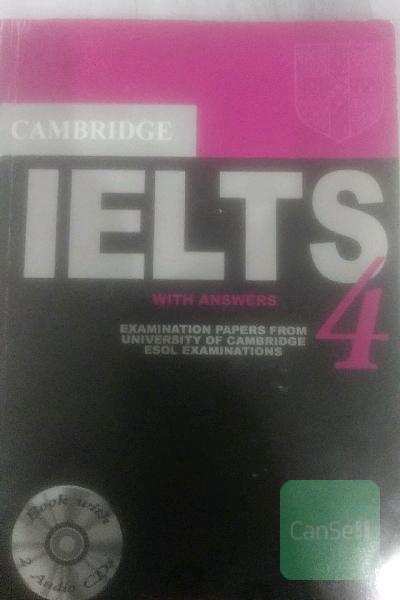 CAMBRIDGE
IELTS
4
WITH ANSWERS
EXAMINATION PAPERS FROM
UNIVERSITY OF CAMBRIDGE
ESOL EXAMINATIONS
Book with
2 Audio CDs
CanSell